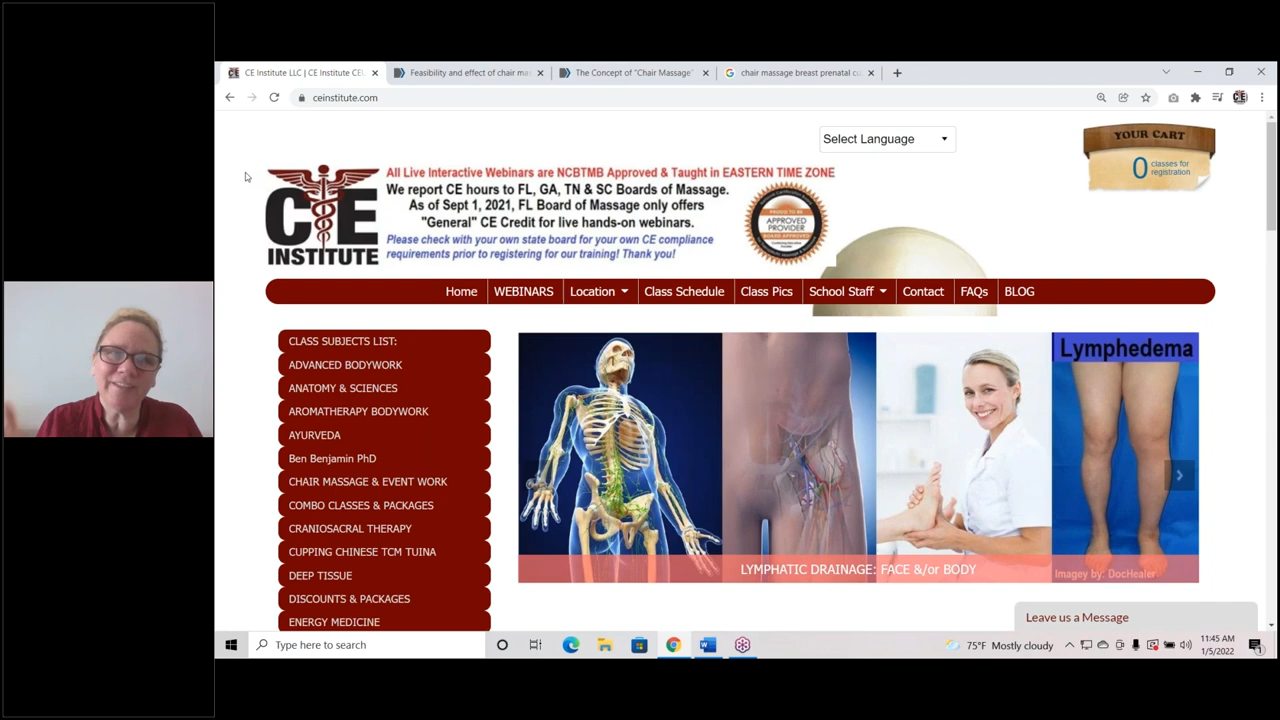 CE Institute LLC | CE Institute CEU
Feasibility and effect of chair mas
The Concept of "Chair Massage"
chair massage breast prenatal cu
ceinstitute.com
Select Language
YOUR CART
0 classes for registration
CE
INSTITUTE
All Live Interactive Webinars are NCBTMB Approved & Taught in EASTERN TIME ZONE
We report CE hours to FL, GA, TN & SC Boards of Massage.
As of Sept 1, 2021, FL Board of Massage only offers
"General" CE Credit for live hands-on webinars.
Please check with your own state board for your own CE compliance
requirements prior to registering for our training! Thank you!
APPROVED
PROVIDER
Home
WEBINARS
Location
Class Schedule
Class Pics
School Staff
Contact
FAQs
BLOG
CLASS SUBJECTS LIST:
ADVANCED BODYWORK
ANATOMY & SCIENCES
AROMATHERAPY BODYWORK
AYURVEDA
Ben Benjamin PhD
CHAIR MASSAGE & EVENT WORK
COMBO CLASSES & PACKAGES
CRANIOSACRAL THERAPY
CUPPING CHINESE TCM TUINA
DEEP TISSUE
DISCOUNTS & PACKAGES
ENERGY MEDICINE
Lymphedema
LYMPHATIC DRAINAGE: FACE &/or BODY
Imagey by: DocHealer
Leave us a Message
Type here to search
75°F Mostly cloudy
11:45 AM
1/5/2022